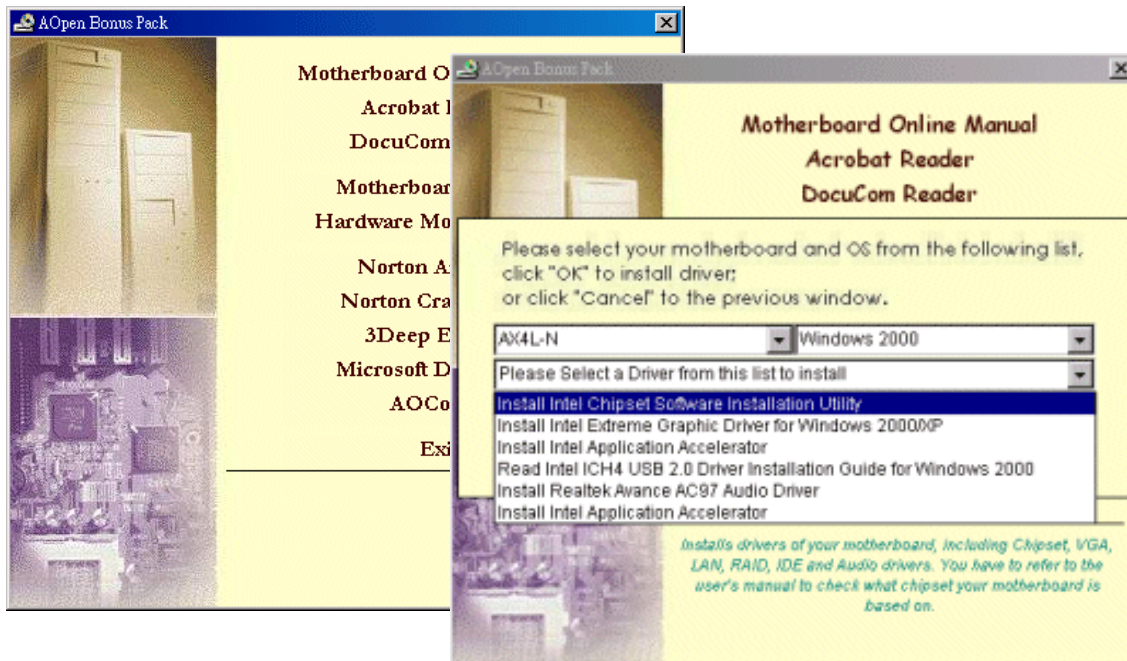 AOpen Bonus Pack
Motherboard O
Acrobat
DocuCom
Motherboar
Hardware Mo
Norton A
Norton Cra
3Deep E
Microsoft D
AOCo
Exi
AOpen Bonus Pack
Motherboard Online Manual
Acrobat Reader
DocuCom Reader
Please select your motherboard and OS from the following list,
click "OK" to install driver;
or click "Cancel" to the previous window.
AX4L-N
Windows 2000
Please Select a Driver from this list to install
Install Intel Chipset Software Installation Utility
Install Intel Extreme Graphic Driver for Windows 2000/XP
Install Intel Application Accelerator
Read Intel ICH4 USB 2.0 Driver Installation Guide for Windows 2000
Install Realtek Avance AC97 Audio Driver
Install Intel Application Accelerator
Installs drivers of your motherboard, including Chipset, VGA,
LAN, RAID, IDE and Audio drivers. You have to refer to the
user's manual to check what chipset your motherboard is
based on.